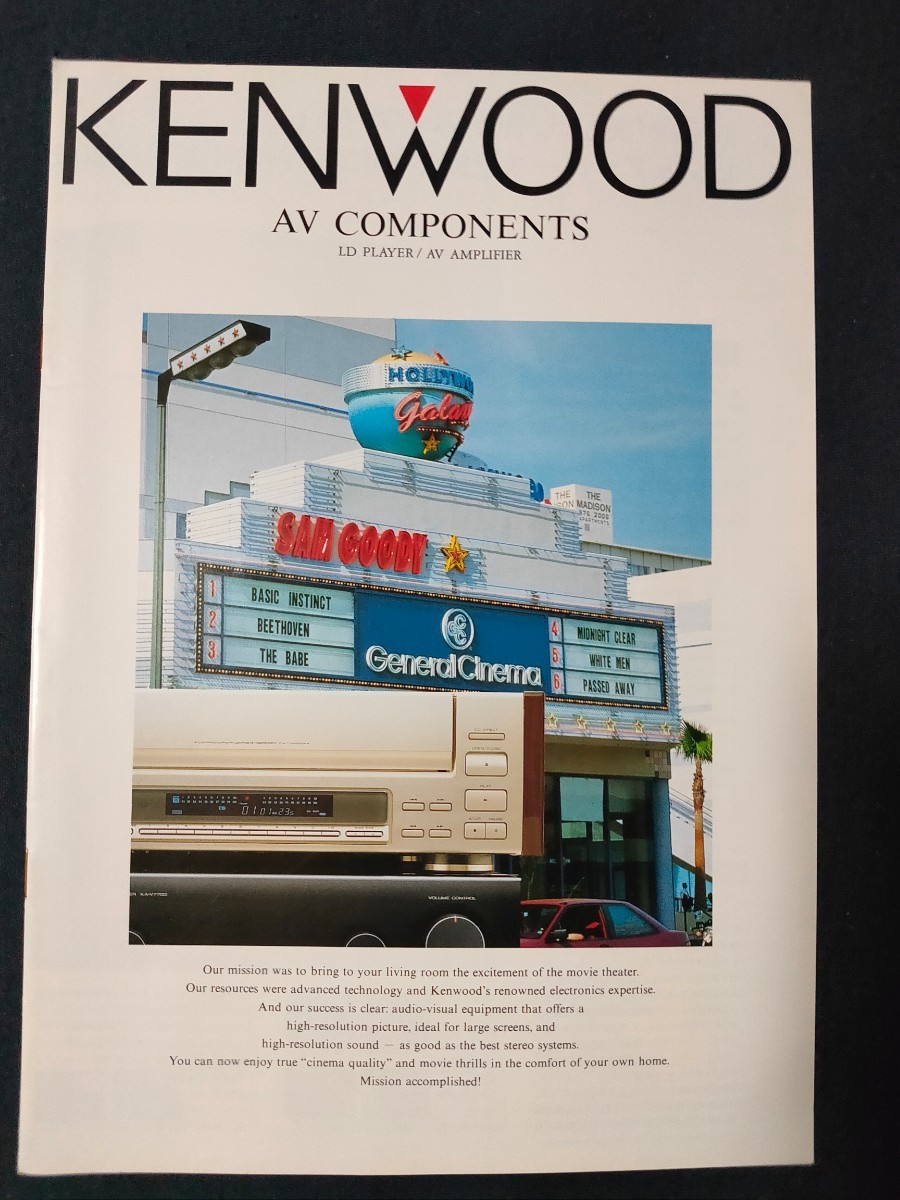 KENWOOD
AV COMPONENTS
LD PLAYER / AV AMPLIFIER
Galaxy
THE MADISON
SAM GOODY
1 BASIC INSTINCT
2 BEETHOVEN
3 THE BABE
GCC
General Cinema
4 MIDNIGHT CLEAR
5 WHITE MEN
6 PASSED AWAY
PLAY
VOLUME CONTROL
Our mission was to bring to your living room the excitement of the movie theater.
Our resources were advanced technology and Kenwood's renowned electronics expertise.
And our success is clear: audio-visual equipment that offers a
high-resolution picture, ideal for large screens, and
high-resolution sound — as good as the best stereo systems.
You can now enjoy true “cinema quality” and movie thrills in the comfort of your own home.
Mission accomplished!